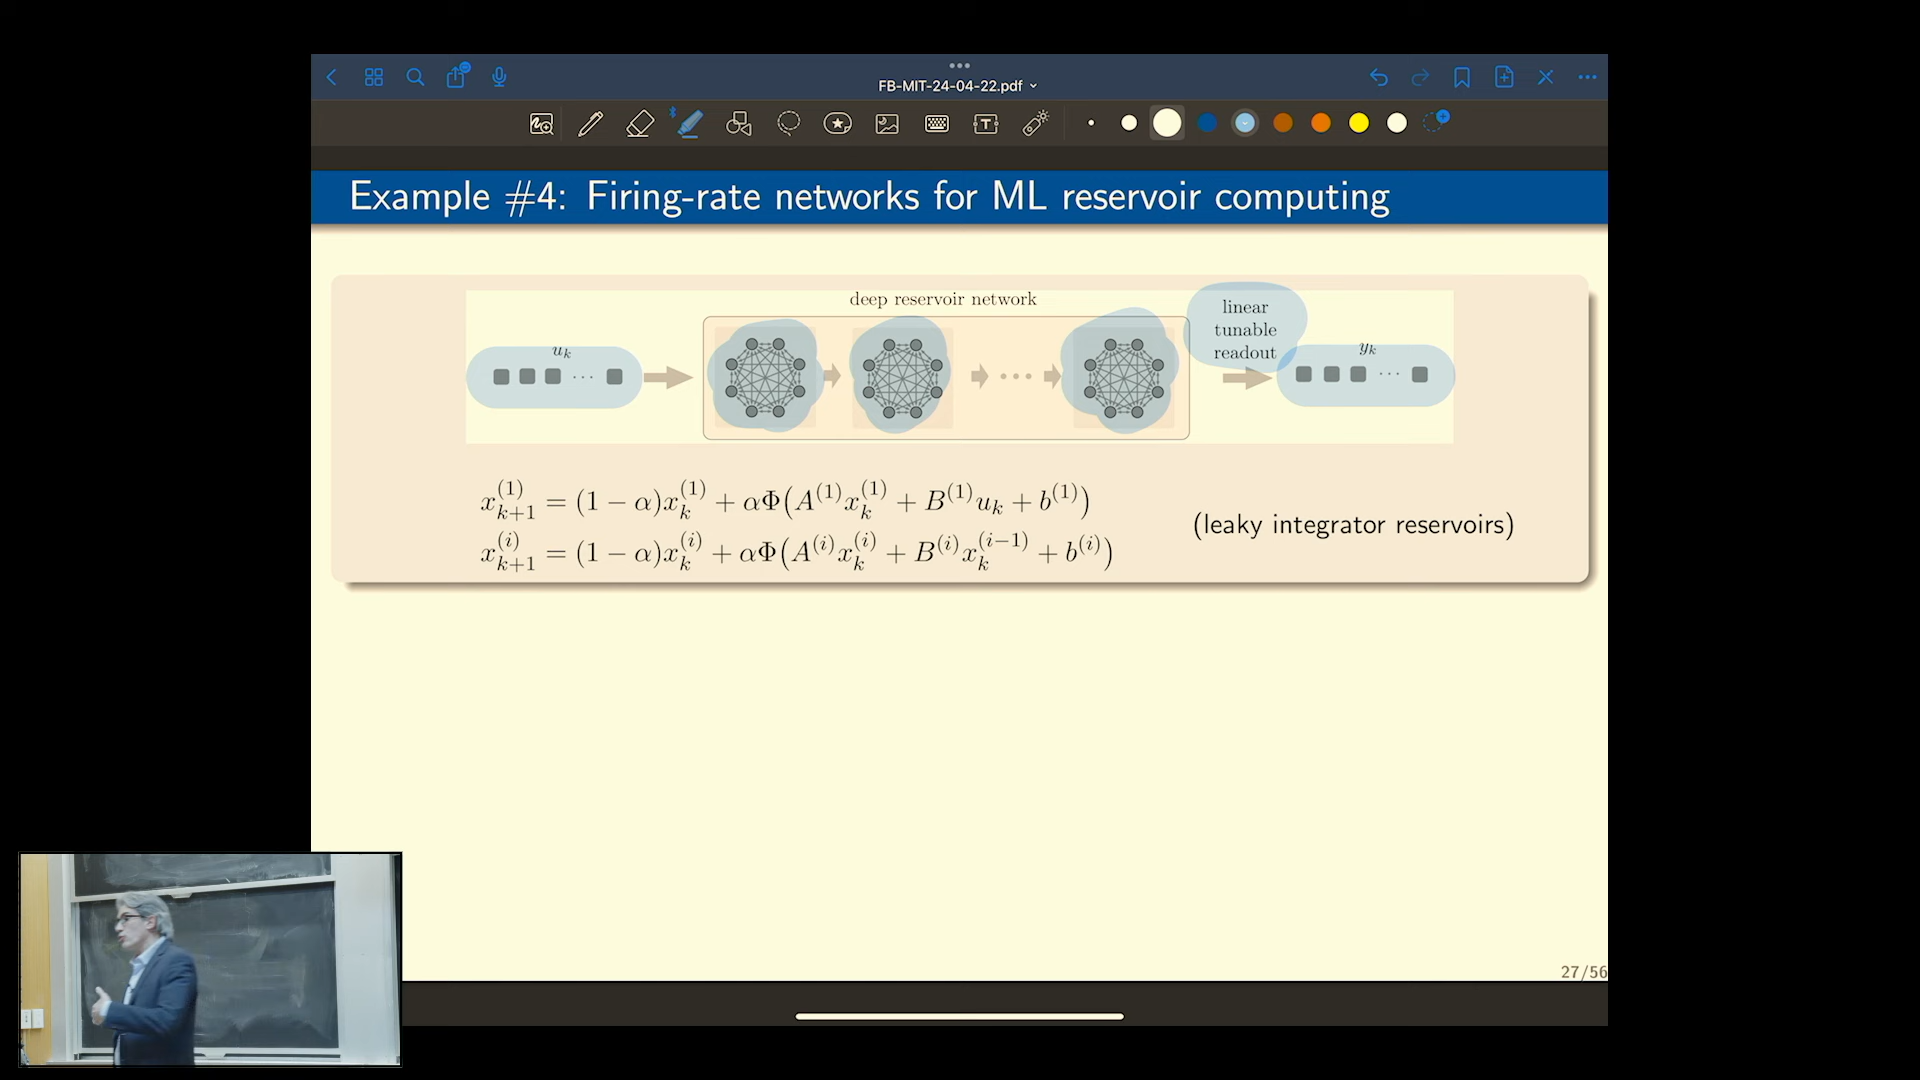 FB-MIT-24-04-22.pdf
Example #4: Firing-rate networks for ML reservoir computing
deep reservoir network
linear
tunable
readout
u_k
y_k
x_{k+1}^{(1)} = (1 − α)x_k^{(1)} + αΦ(A^{(1)}x_k^{(1)} + B^{(1)}u_k + b^{(1)})
x_{k+1}^{(i)} = (1 − α)x_k^{(i)} + αΦ(A^{(i)}x_k^{(i)} + B^{(i)}x_k^{(i−1)} + b^{(i)})
(leaky integrator reservoirs)
27/56